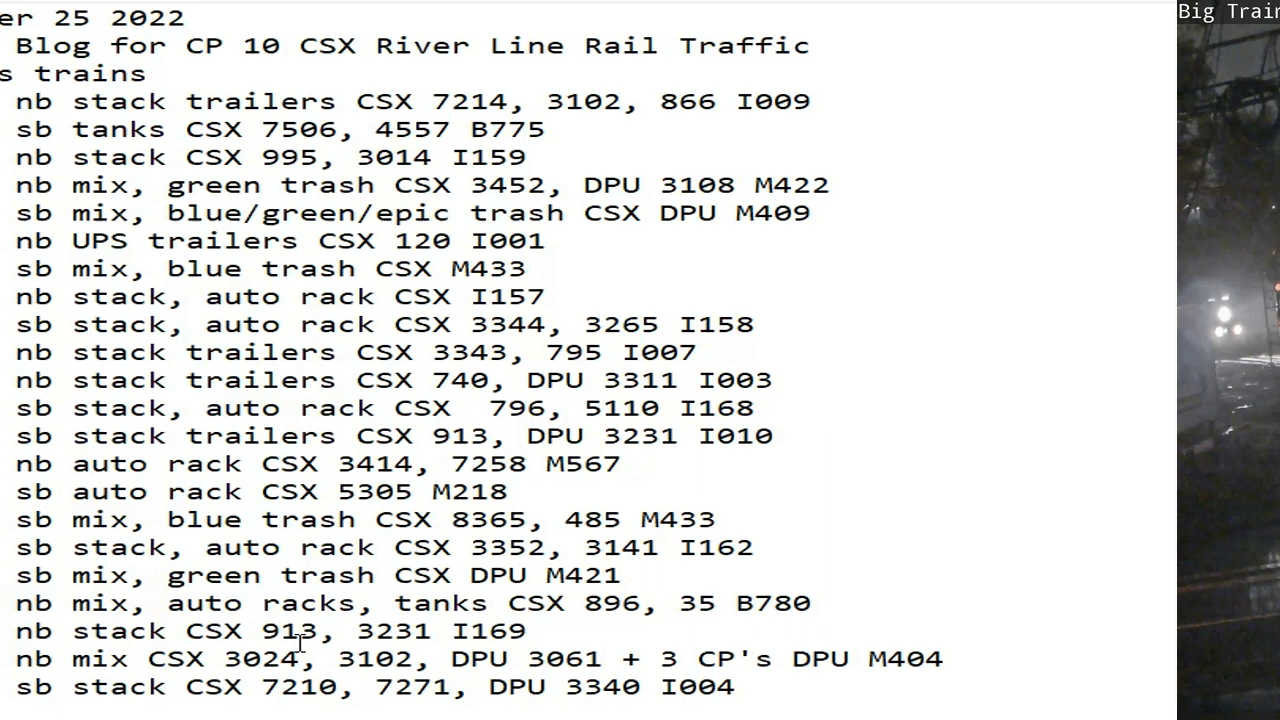 er 25 2022
Blog for CP 10 CSX River Line Rail Traffic
s trains
nb stack trailers CSX 7214, 3102, 866 I009
sb tanks CSX 7506, 4557 B775
nb stack CSX 995, 3014 I159
nb mix, green trash CSX 3452, DPU 3108 M422
sb mix, blue/green/epic trash CSX DPU M409
nb UPS trailers CSX 120 I001
sb mix, blue trash CSX M433
nb stack, auto rack CSX I157
sb stack, auto rack CSX 3344, 3265 I158
nb stack trailers CSX 3343, 795 I007
nb stack trailers CSX 740, DPU 3311 I003
sb stack, auto rack CSX  796, 5110 I168
sb stack trailers CSX 913, DPU 3231 I010
nb auto rack CSX 3414, 7258 M567
sb auto rack CSX 5305 M218
sb mix, blue trash CSX 8365, 485 M433
sb stack, auto rack CSX 3352, 3141 I162
sb mix, green trash CSX DPU M421
nb mix, auto racks, tanks CSX 896, 35 B780
nb stack CSX 913, 3231 I169
nb mix CSX 3024, 3102, DPU 3061 + 3 CP's DPU M404
sb stack CSX 7210, 7271, DPU 3340 I004
Big Train